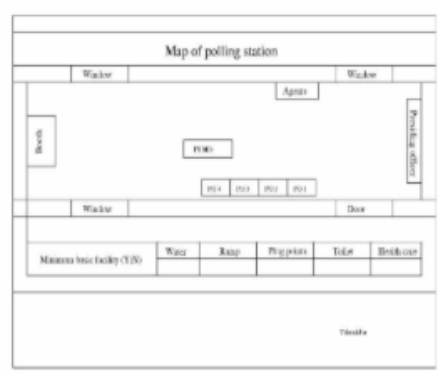 Map of polling station
Window Window
Agents
Booth
Presiding officer
PO4 PO3 PO2 PO1
Window Door
Minimum basic facility (Y/N) Water Ramp Plug points Toilet Health care